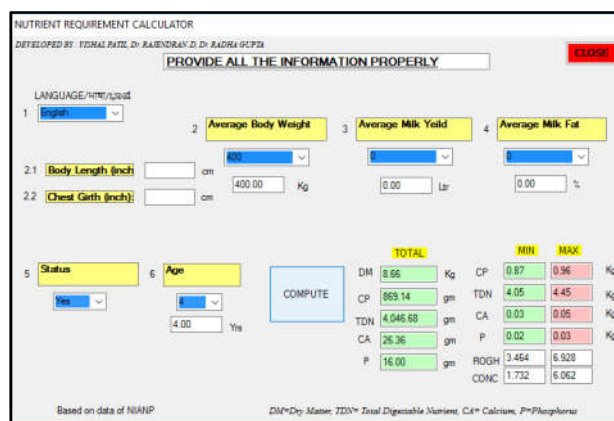 NUTRIENT REQUIREMENT CALCULATOR
DEVELOPED BY VISHAL PATIL, Dr. RAJENDRAN.D, Dr. RADHA GUPTA
CLOSE
PROVIDE ALL THE INFORMATION PROPERLY
LANGUAGE/भाषा/ಭಾಷೆ
1 English
2 Average Body Weight 3 Average Milk Yeild 4 Average Milk Fat
400 0 0
400.00 Kg 0.00 Ltr 0.00 %
2.1 Body Length (inch cm
2.2 Chest Girth (inch): cm
5 Status 6 Age
Yes 4
4.00 Yrs
COMPUTE
TOTAL
DM 8.66 Kg
CP 869.14 gm
TDN 4,046.68 gm
CA 26.36 gm
P 16.00 gm
MIN MAX
CP 0.87 0.96 Kg
TDN 4.05 4.45 Kg
CA 0.03 0.05 Kg
P 0.02 0.03 Kg
ROGH 3.464 6.928
CONC 1.732 6.062
Based on data of NIANP
DM=Dry Matter, TDN= Total Digestable Nutrient, CA= Calcium, P=Phosphorus